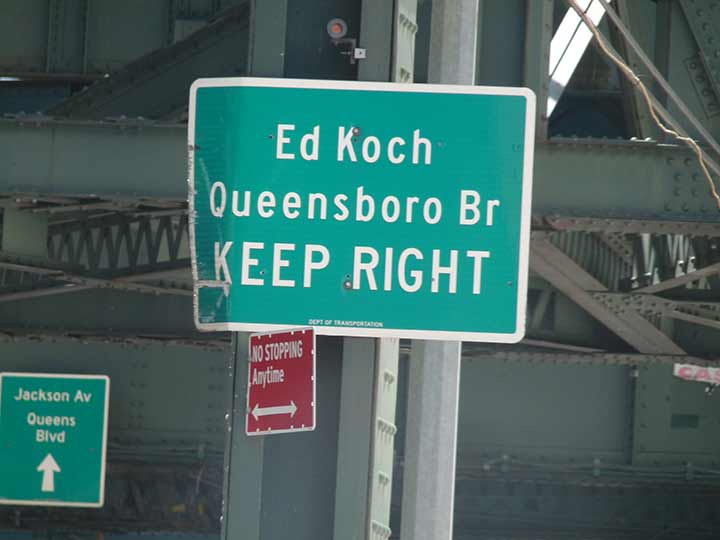 Ed Koch
Queensboro Br
KEEP RIGHT
DEPT OF TRANSPORTATION
NO STOPPING
Anytime
Jackson Av
Queens
Blvd